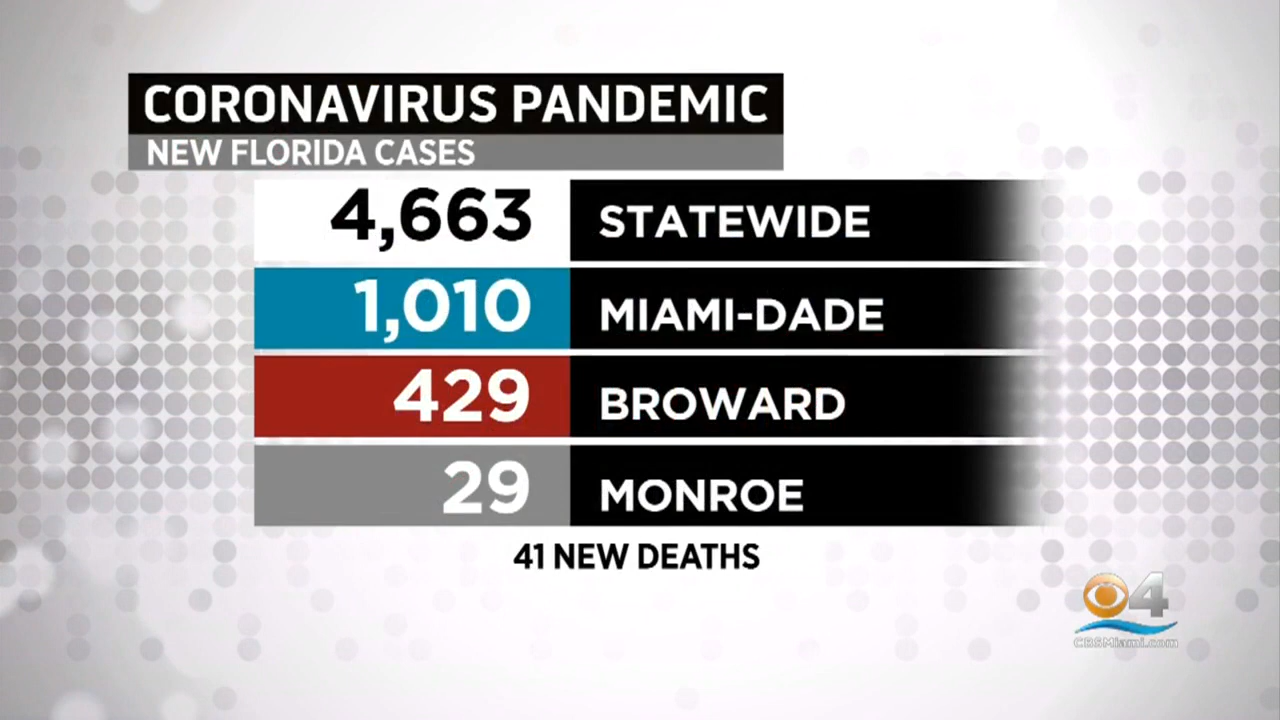 CORONAVIRUS PANDEMIC
NEW FLORIDA CASES
4,663 STATEWIDE
1,010 MIAMI-DADE
429 BROWARD
29 MONROE
41 NEW DEATHS
4
CBSMiami.com